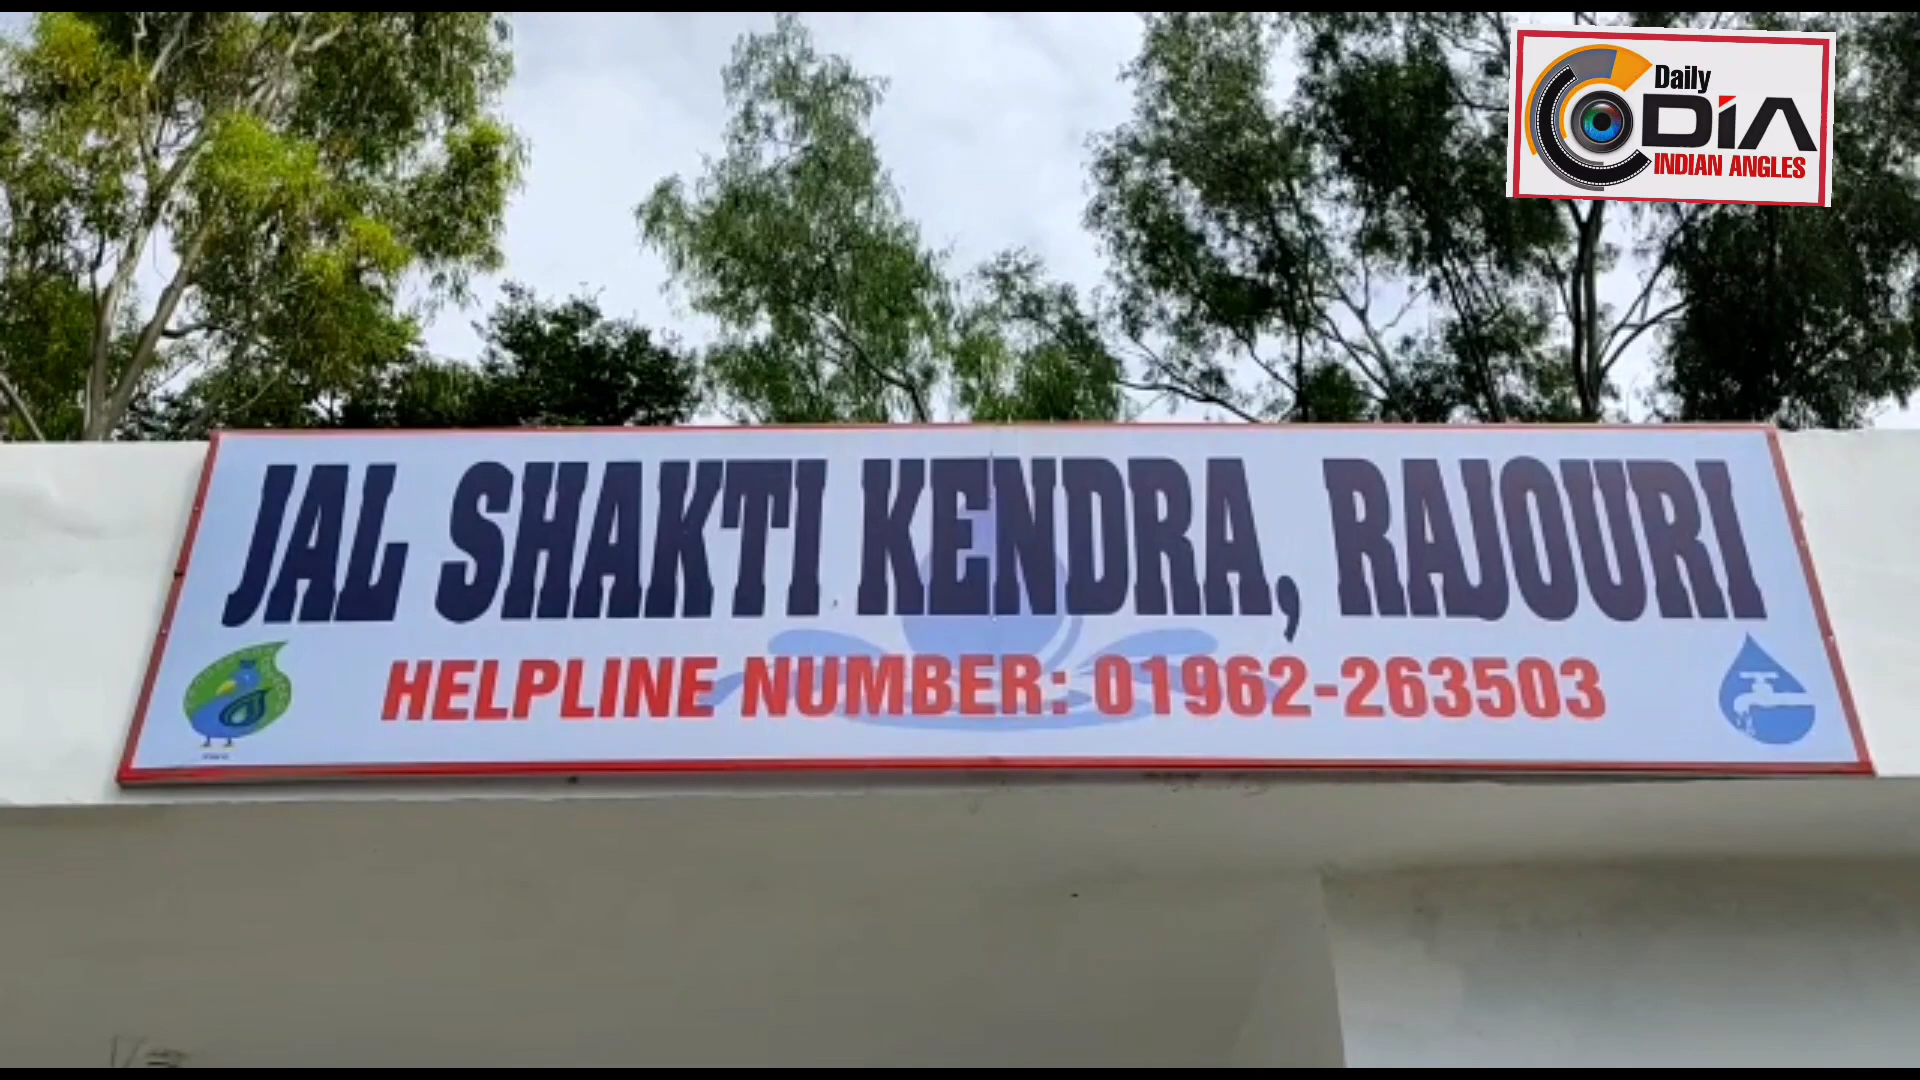 Daily
DIA
INDIAN ANGLES
JAL SHAKTI KENDRA, RAJOURI
HELPLINE NUMBER: 01962-263503